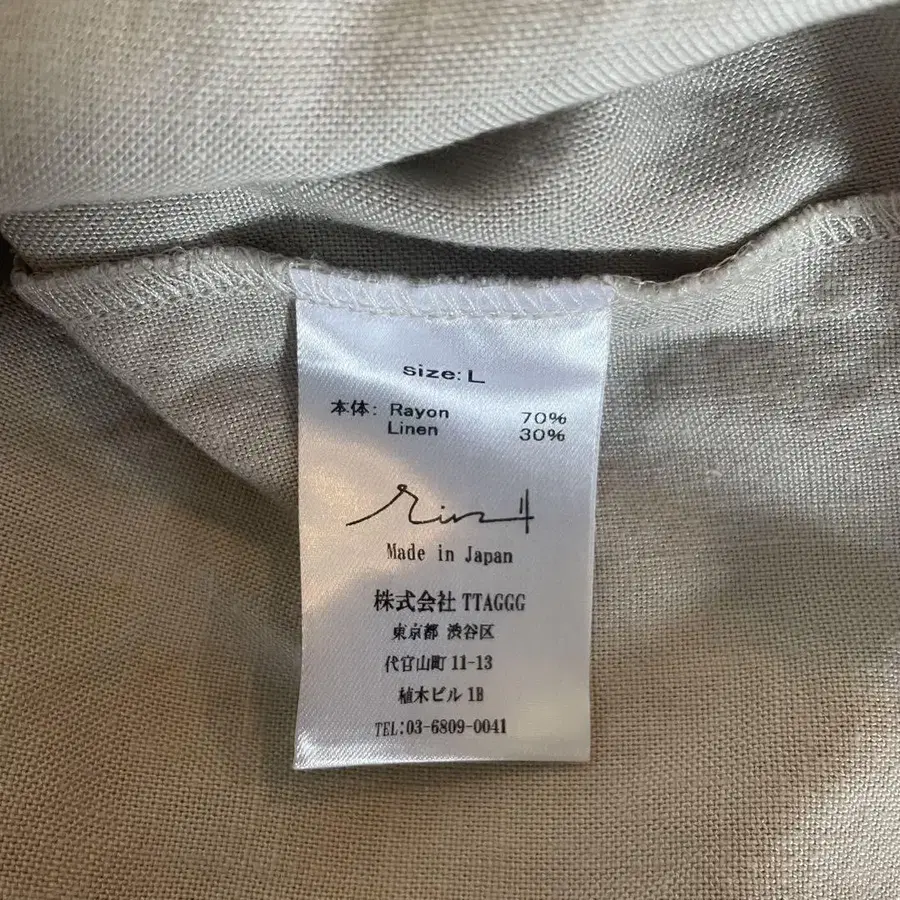 size: L
本体: Rayon 70%
Linen 30%
Made in Japan
株式会社 TTAGGG
東京都 渋谷区
代官山町 11-13
植木ビル 1B
TEL:03-6809-0041